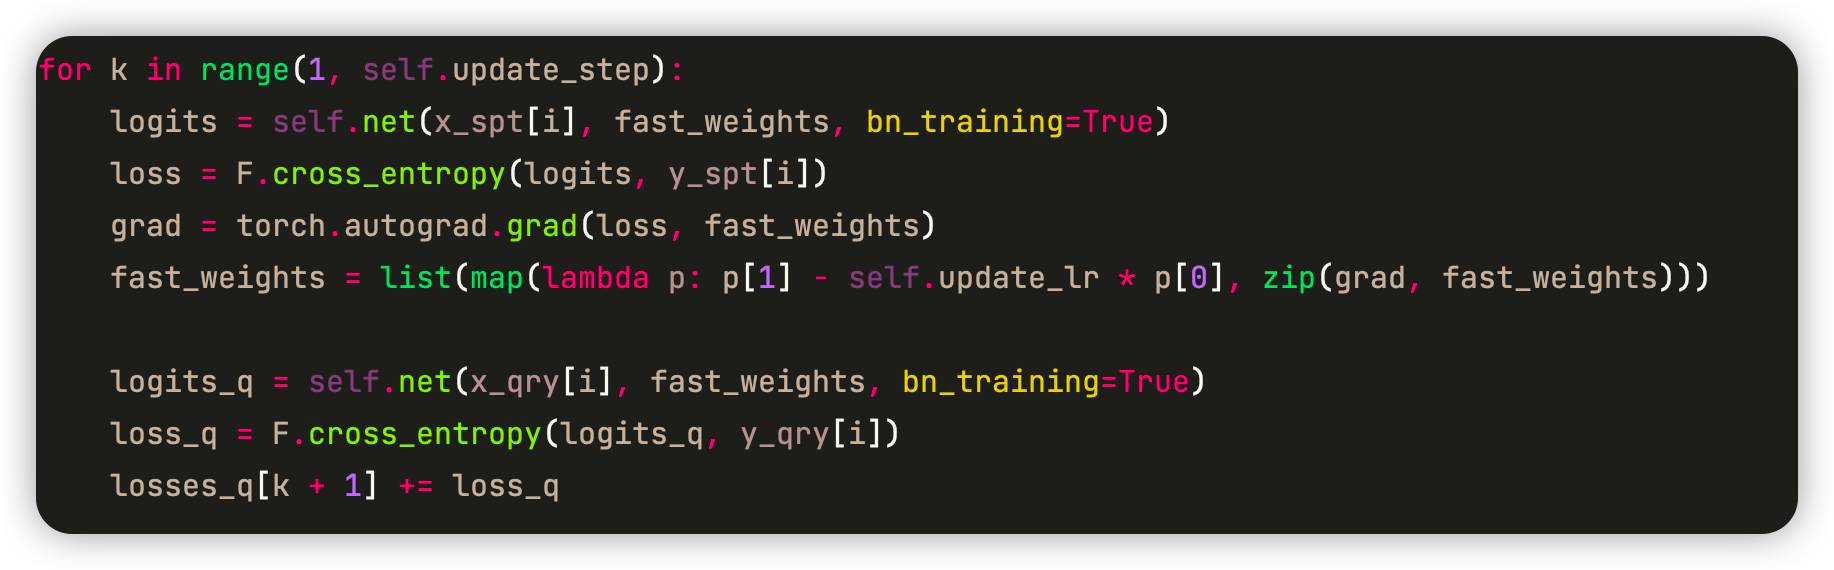 for k in range(1, self.update_step):
    logits = self.net(x_spt[i], fast_weights, bn_training=True)
    loss = F.cross_entropy(logits, y_spt[i])
    grad = torch.autograd.grad(loss, fast_weights)
    fast_weights = list(map(lambda p: p[1] - self.update_lr * p[0], zip(grad, fast_weights)))

    logits_q = self.net(x_qry[i], fast_weights, bn_training=True)
    loss_q = F.cross_entropy(logits_q, y_qry[i])
    losses_q[k + 1] += loss_q